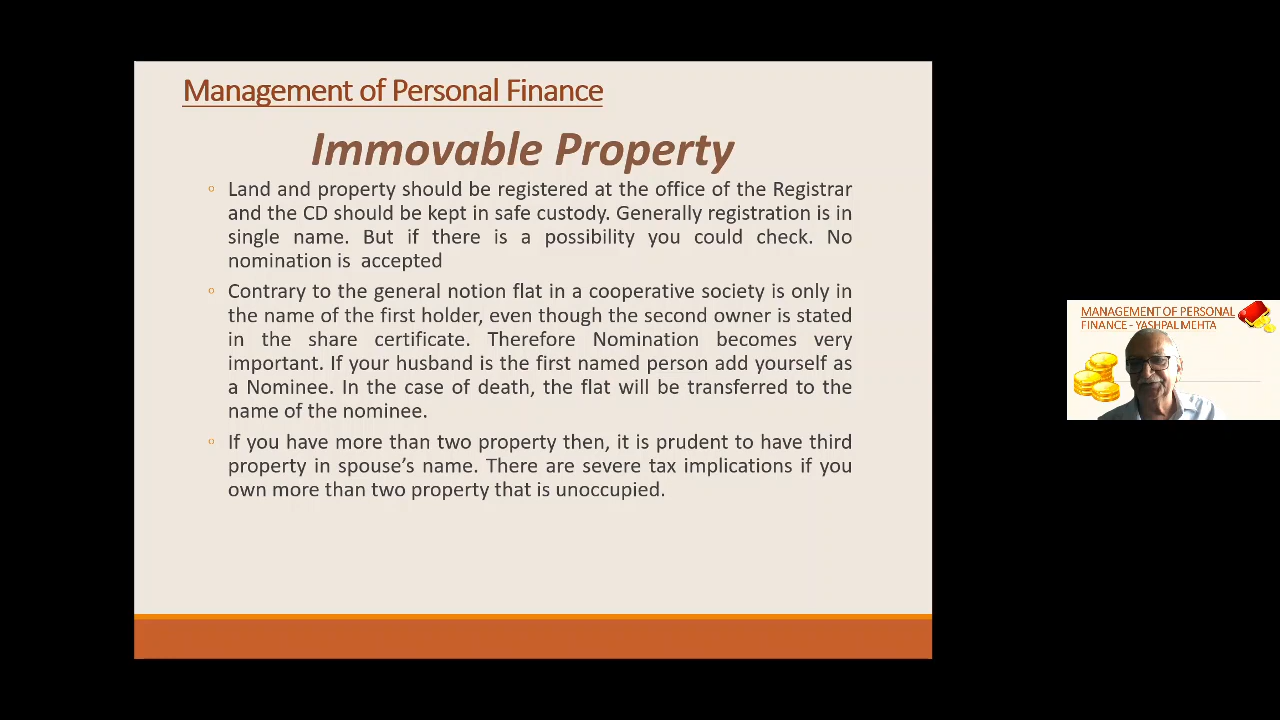 Management of Personal Finance
Immovable Property
Land and property should be registered at the office of the Registrar
and the CD should be kept in safe custody. Generally registration is in
single name. But if there is a possibility you could check. No
nomination is accepted
Contrary to the general notion flat in a cooperative society is only in
the name of the first holder, even though the second owner is stated
in the share certificate. Therefore Nomination becomes very
important. If your husband is the first named person add yourself as
a Nominee. In the case of death, the flat will be transferred to the
name of the nominee.
If you have more than two property then, it is prudent to have third
property in spouse’s name. There are severe tax implications if you
own more than two property that is unoccupied.
MANAGEMENT OF PERSONAL
FINANCE - YASHPAL MEHTA